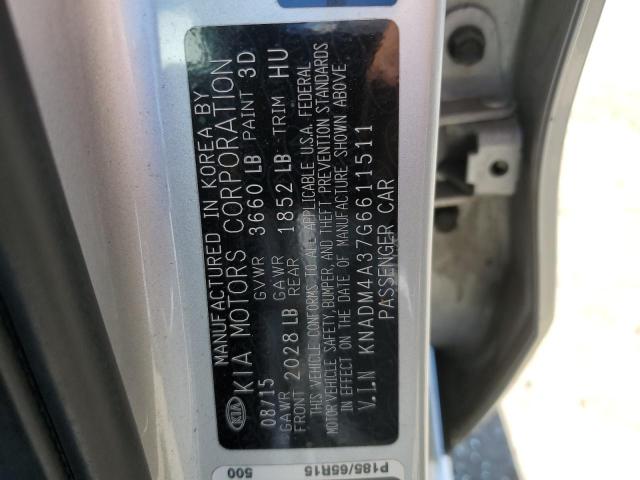 MANUFACTURED IN KOREA BY
KIA KIA MOTORS CORPORATION
08/15 GVWR 3660 LB PAINT 3D
GAWR GAWR
FRONT 2028 LB REAR 1852 LB TRIM HU
THIS VEHICLE CONFORMS TO ALL APPLICABLE U.S.A. FEDERAL
MOTOR VEHICLE SAFETY, BUMPER, AND THEFT PREVENTION STANDARDS
IN EFFECT ON THE DATE OF MANUFACTURE SHOWN ABOVE.
V.I.N KNADM4A37G6611511
PASSENGER CAR
P185/65R15
500